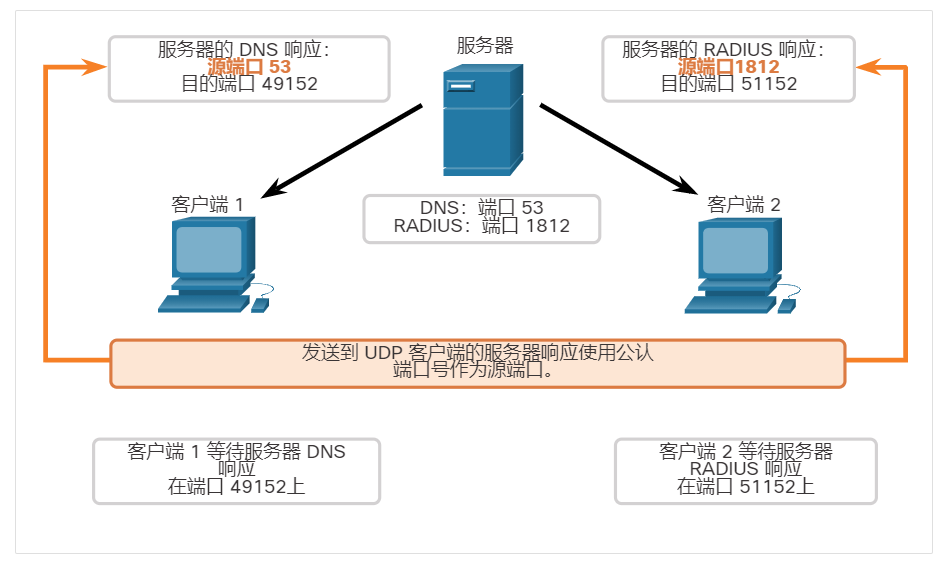 服务器的 DNS 响应：
源端口 53
目的端口 49152
服务器
服务器的 RADIUS 响应：
源端口1812
目的端口 51152
客户端 1
DNS：端口 53
RADIUS：端口 1812
客户端 2
发送到 UDP 客户端的服务器响应使用公认
端口号作为源端口。
客户端 1 等待服务器 DNS
响应
在端口 49152上
客户端 2 等待服务器
RADIUS 响应
在端口 51152上